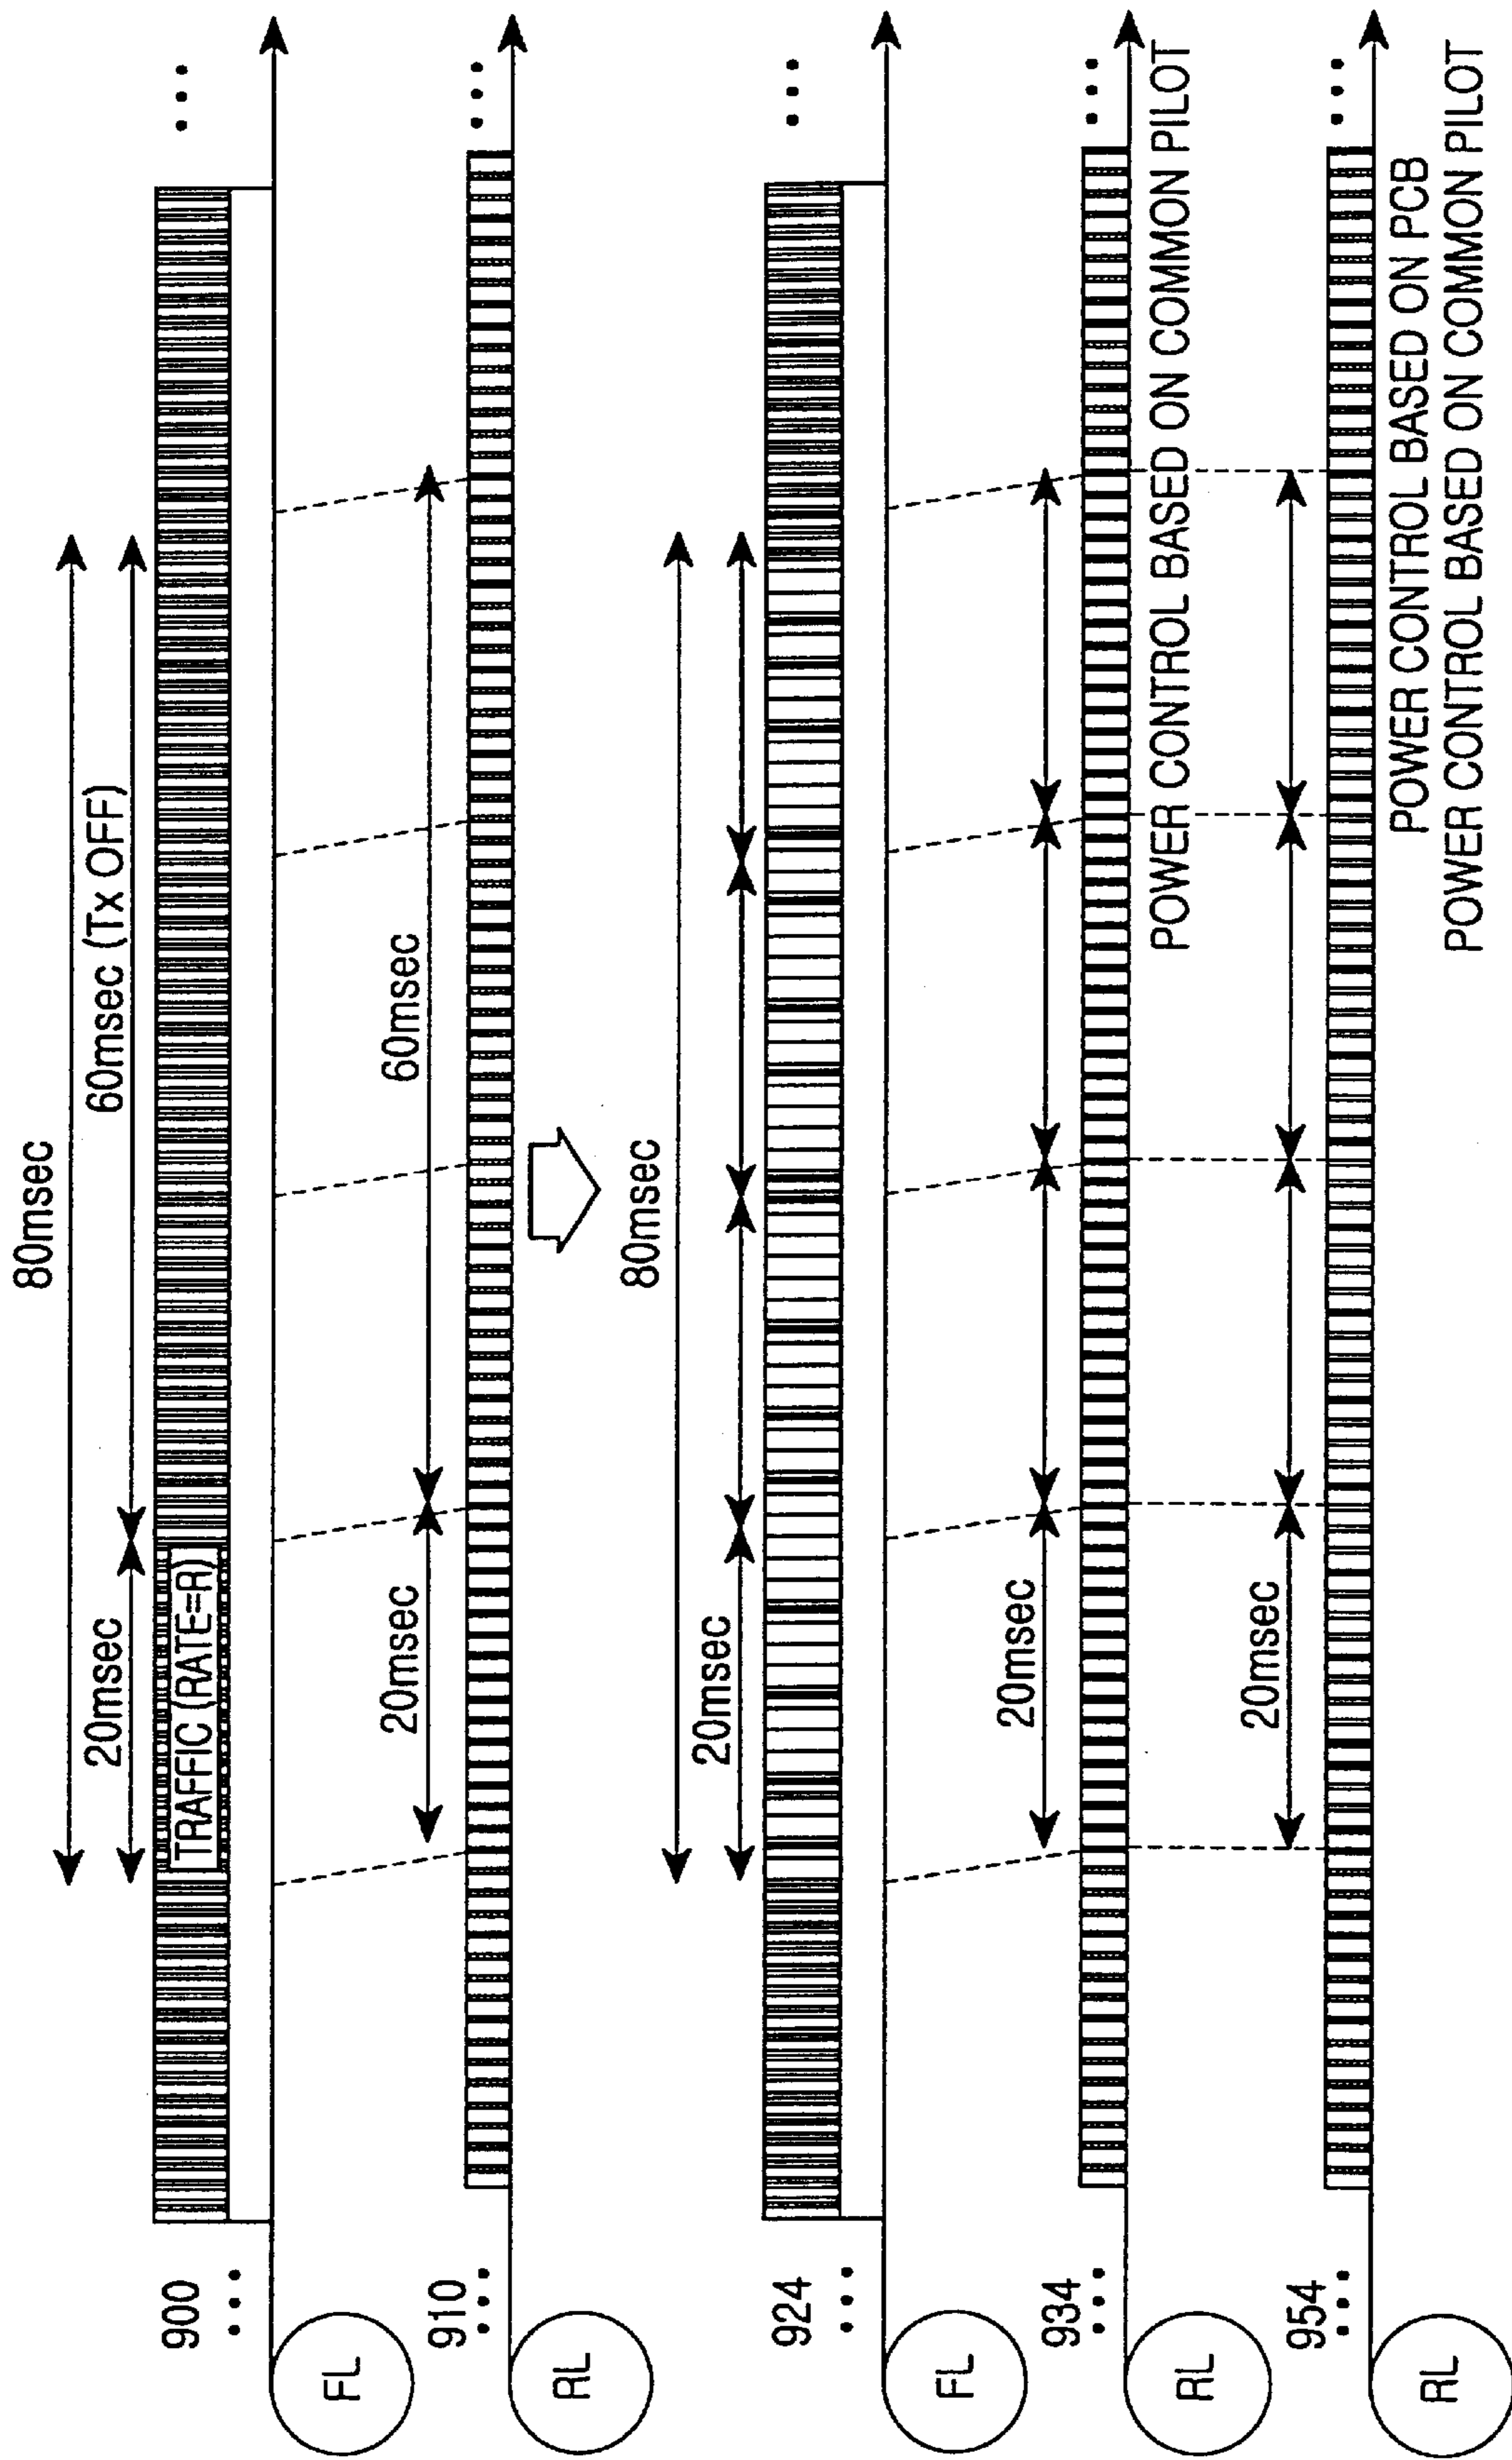 80msec
20msec
60msec (Tx OFF)
900
TRAFFIC (RATE=R)
FL
20msec
60msec
910
RL
80msec
20msec
924
FL
20msec
934
RL
POWER CONTROL BASED ON COMMON PILOT
20msec
954
RL
POWER CONTROL BASED ON PCB
POWER CONTROL BASED ON COMMON PILOT